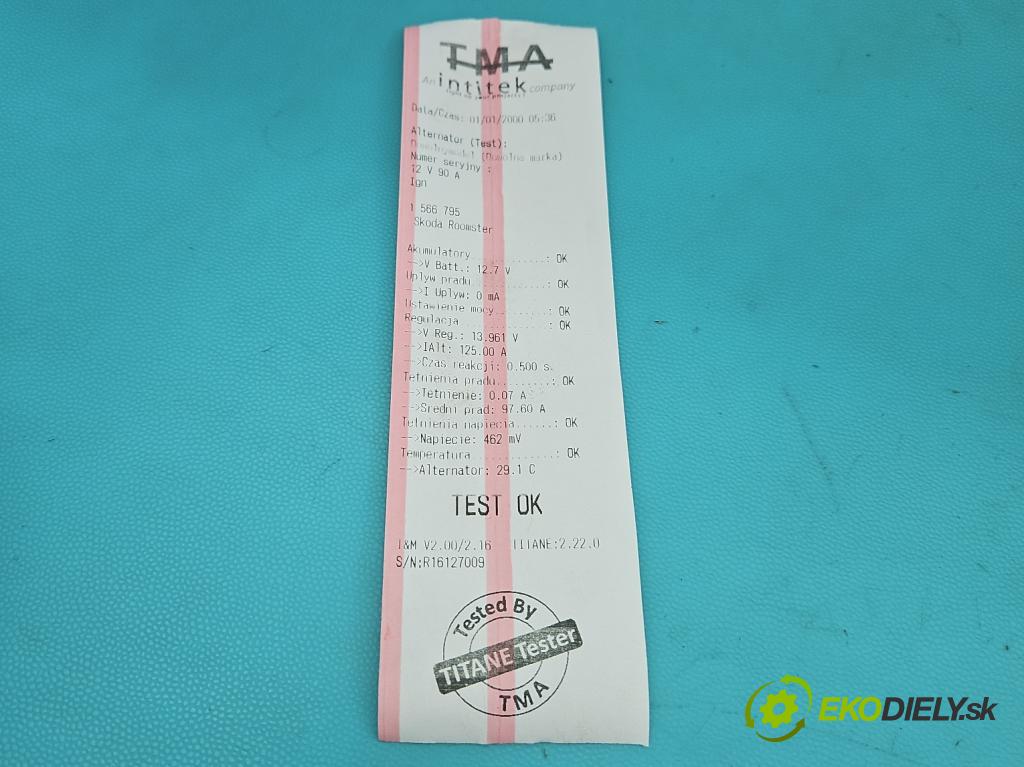 TMA
An intitek company
Data/Czas: 01/01/2000 05:36
Alternator (Test):
(Dowolna marka)
Numer seryjny :
12 V 90 A
Ign
1 566 795
Skoda Roomster
Akumulatory..............: OK
-->V Batt.: 12.7 V
Uplyw pradu..............: OK
-->I Uplyw: 0 mA
Ustawienie mocy.........: OK
Regulacja................: OK
-->V Reg.: 13.961 V
-->IAlt: 125.00 A
-->Czas reakcji: 0.500 s.
Tetnienia pradu.........: OK
-->Tetnienie: 0.07 A
-->Sredni prad: 97.60 A
Tetnienia napiecia......: OK
-->Napiecie: 462 mV
Temperatura.............: OK
-->Alternator: 29.1 C
TEST OK
I&M V2.00/2.16 TITANE:2.22.0
S/N:R16127009
Tested By
TITANE Tester
TMA
EKODIELY.sk